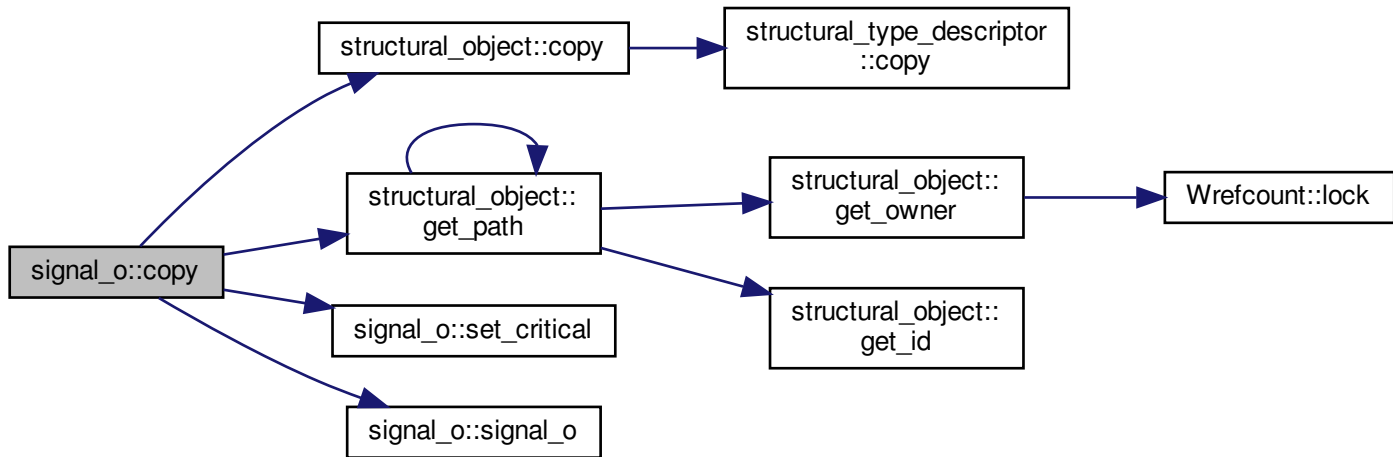 structural_object::copy
structural_type_descriptor
::copy
structural_object::
get_path
structural_object::
get_owner
Wrefcount::lock
signal_o::copy
signal_o::set_critical
structural_object::
get_id
signal_o::signal_o